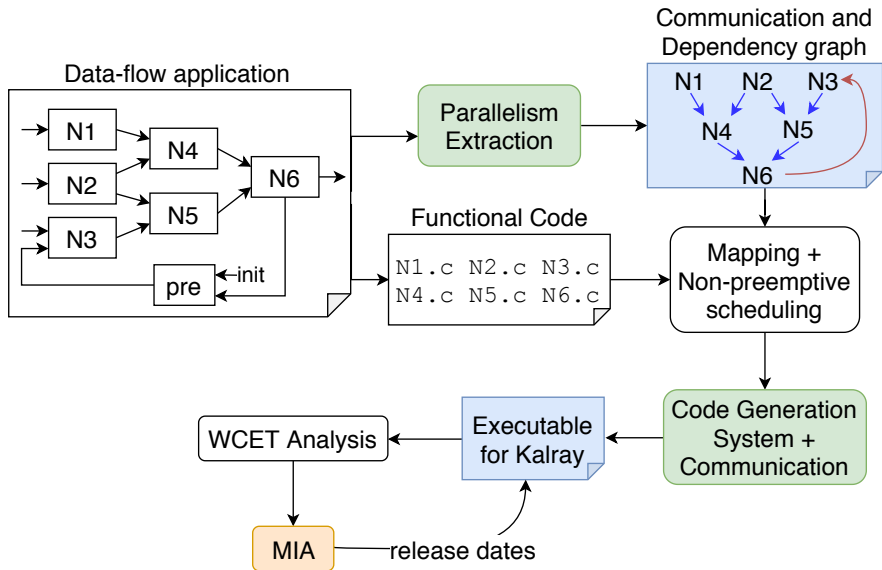 Communication and
Dependency graph
Data-flow application
N1 N2 N3
N4 N5
N6
Parallelism
Extraction
N1
N2
N3
N4
N5
N6
pre
init
Functional Code
N1.c N2.c N3.c
N4.c N5.c N6.c
Mapping +
Non-preemptive
scheduling
Code Generation
System +
Communication
Executable
for Kalray
WCET Analysis
MIA
release dates